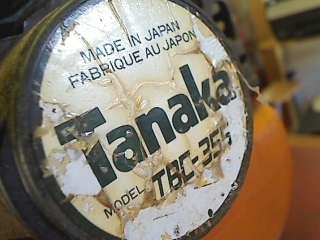 MADE IN JAPAN
FABRIQUE AU JAPON
Tanaka
MODEL TBC-355